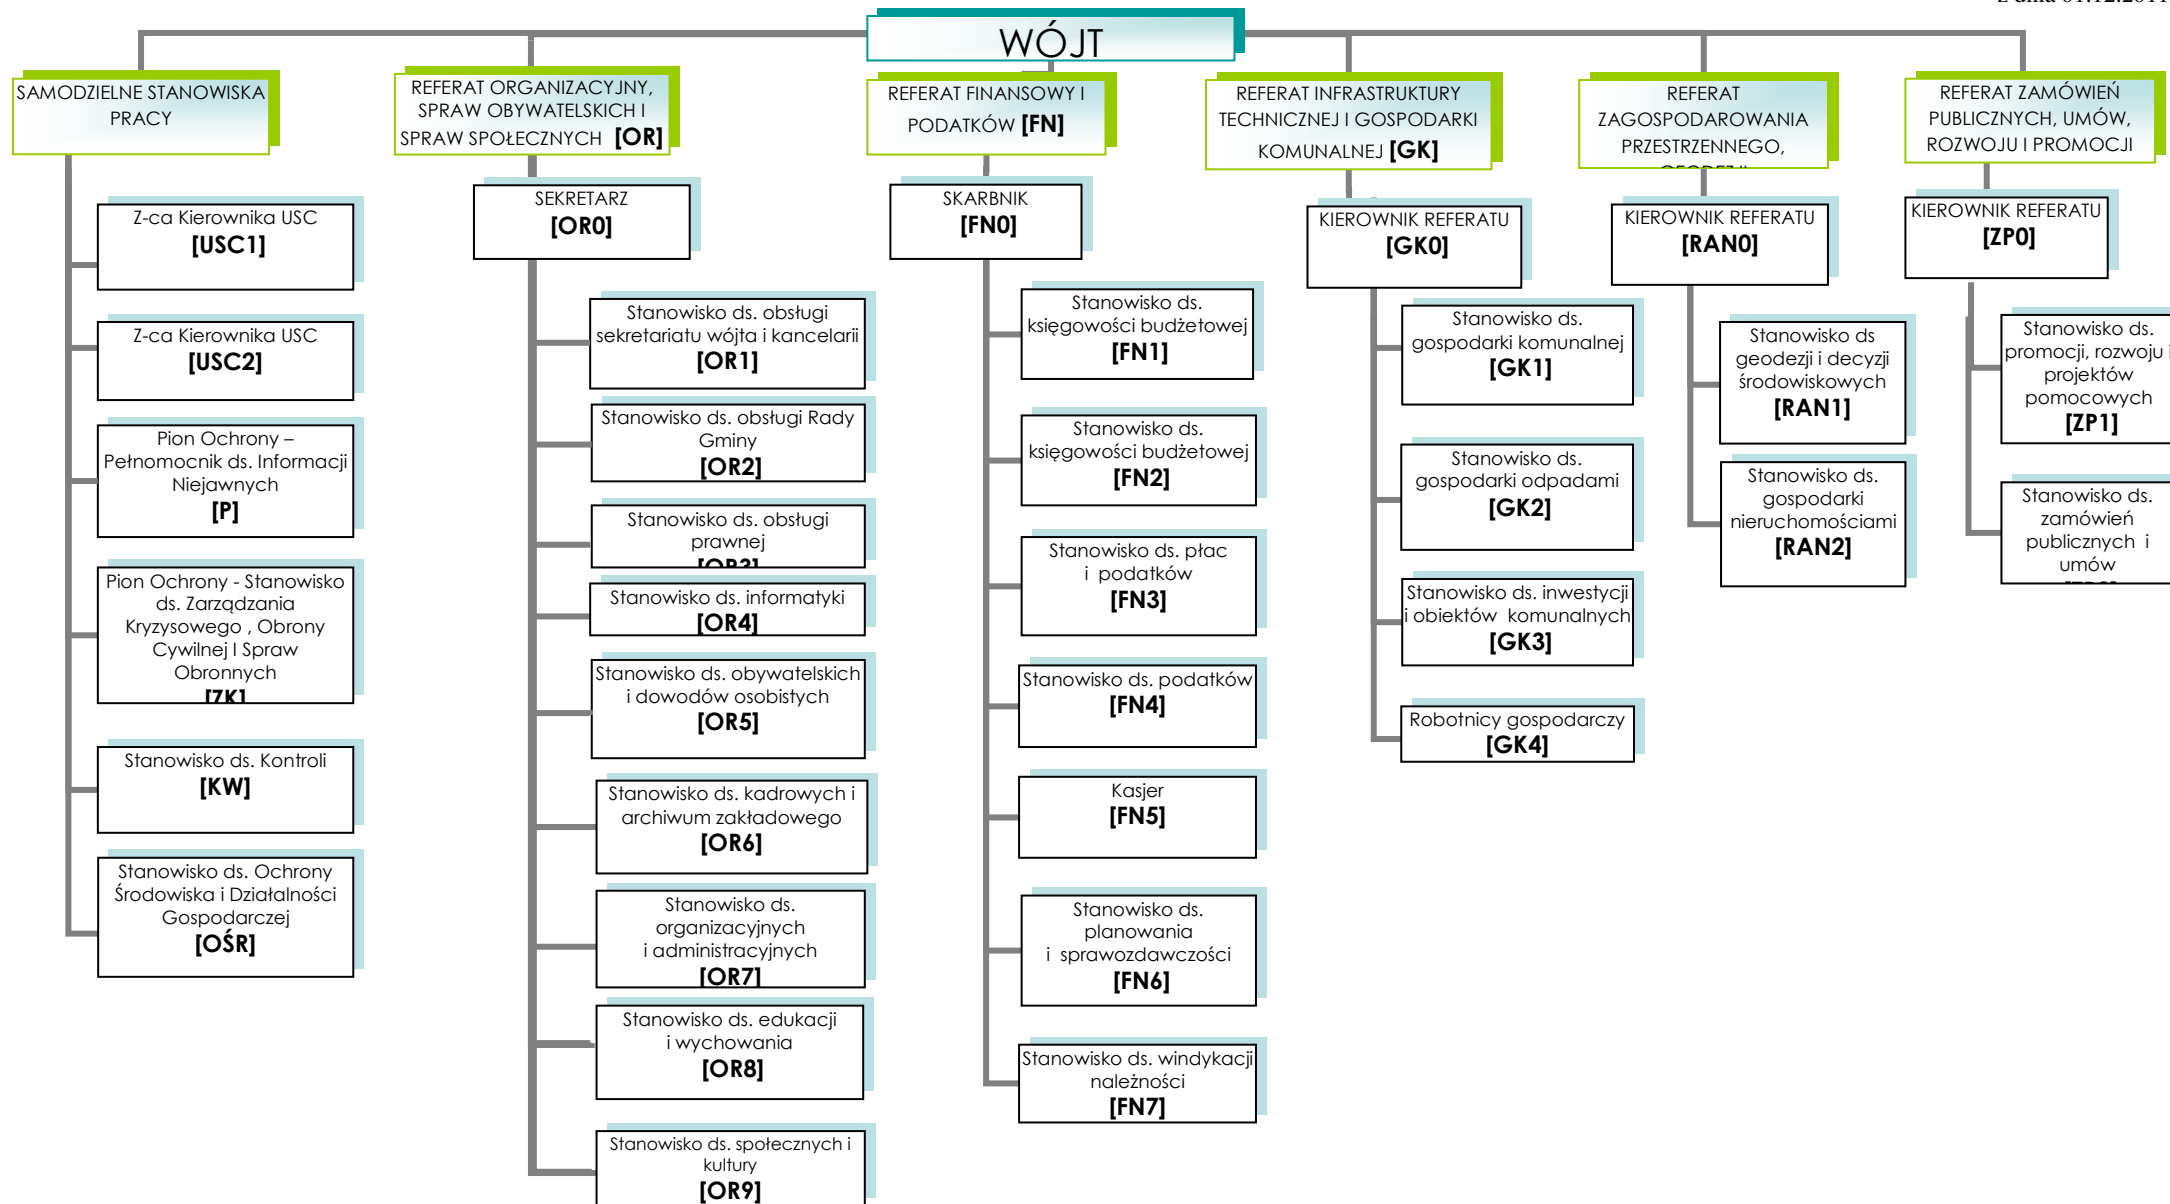 z dnia 01.12.2011
WÓJT
SAMODZIELNE STANOWISKA
PRACY
REFERAT ORGANIZACYJNY,
SPRAW OBYWATELSKICH I
SPRAW SPOŁECZNYCH [OR]
REFERAT FINANSOWY I
PODATKÓW [FN]
REFERAT INFRASTRUKTURY
TECHNICZNEJ I GOSPODARKI
KOMUNALNEJ [GK]
REFERAT
ZAGOSPODAROWANIA
PRZESTRZENNEGO,
REFERAT ZAMÓWIEŃ
PUBLICZNYCH, UMÓW,
ROZWOJU I PROMOCJI
Z-ca Kierownika USC
[USC1]
Z-ca Kierownika USC
[USC2]
Pion Ochrony –
Pełnomocnik ds. Informacji
Niejawnych
[P]
Pion Ochrony - Stanowisko
ds. Zarządzania
Kryzysowego , Obrony
Cywilnej I Spraw
Obronnych
[ZK]
Stanowisko ds. Kontroli
[KW]
Stanowisko ds. Ochrony
Środowiska i Działalności
Gospodarczej
[OŚR]
SEKRETARZ
[OR0]
Stanowisko ds. obsługi
sekretariatu wójta i kancelarii
[OR1]
Stanowisko ds. obsługi Rady
Gminy
[OR2]
Stanowisko ds. obsługi
prawnej
[OR3]
Stanowisko ds. informatyki
[OR4]
Stanowisko ds. obywatelskich
i dowodów osobistych
[OR5]
Stanowisko ds. kadrowych i
archiwum zakładowego
[OR6]
Stanowisko ds.
organizacyjnych
i administracyjnych
[OR7]
Stanowisko ds. edukacji
i wychowania
[OR8]
Stanowisko ds. społecznych i
kultury
[OR9]
SKARBNIK
[FN0]
Stanowisko ds.
księgowości budżetowej
[FN1]
Stanowisko ds.
księgowości budżetowej
[FN2]
Stanowisko ds. płac
i podatków
[FN3]
Stanowisko ds. podatków
[FN4]
Kasjer
[FN5]
Stanowisko ds.
planowania
i sprawozdawczości
[FN6]
Stanowisko ds. windykacji
należności
[FN7]
KIEROWNIK REFERATU
[GK0]
Stanowisko ds.
gospodarki komunalnej
[GK1]
Stanowisko ds.
gospodarki odpadami
[GK2]
Stanowisko ds. inwestycji
i obiektów komunalnych
[GK3]
Robotnicy gospodarczy
[GK4]
KIEROWNIK REFERATU
[RAN0]
Stanowisko ds
geodezji i decyzji
środowiskowych
[RAN1]
Stanowisko ds.
gospodarki
nieruchomościami
[RAN2]
KIEROWNIK REFERATU
[ZP0]
Stanowisko ds.
promocji, rozwoju i
projektów
pomocowych
[ZP1]
Stanowisko ds.
zamówień
publicznych i
umów